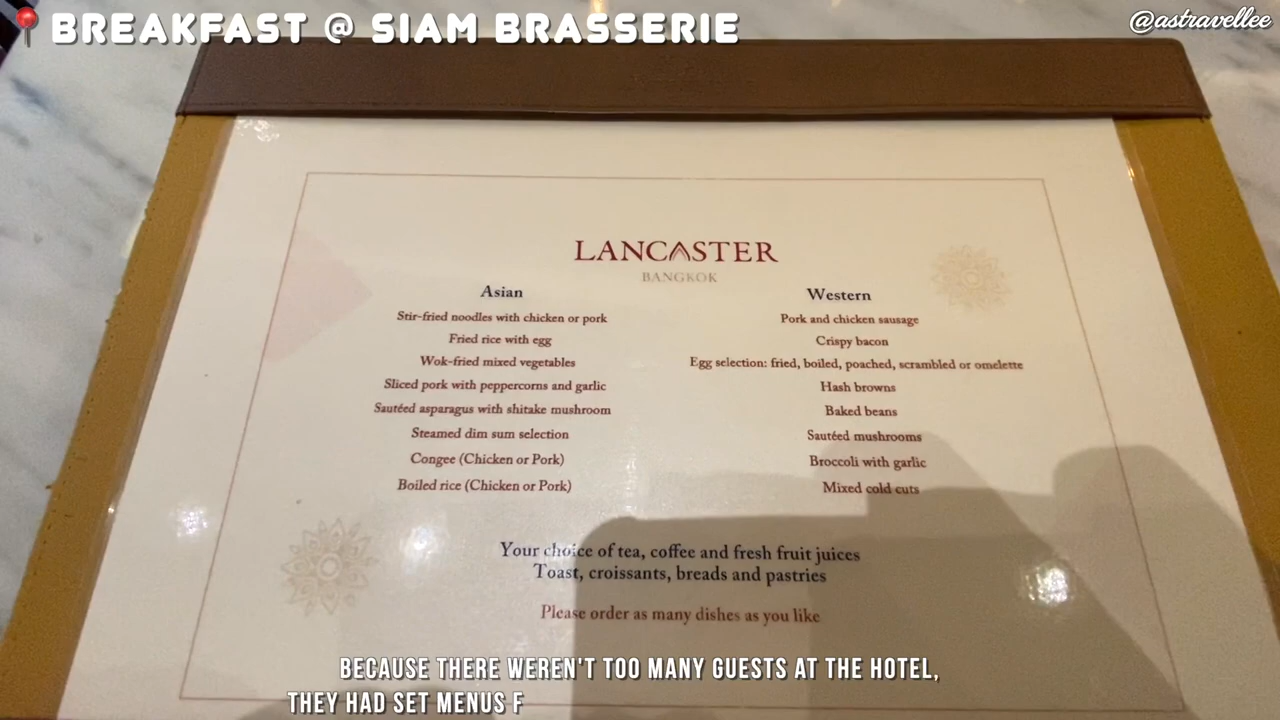 📍BREAKFAST @ SIAM BRASSERIE
@astravellee
LANCASTER
BANGKOK
Asian
Stir-fried noodles with chicken or pork
Fried rice with egg
Wok-fried mixed vegetables
Sliced pork with peppercorns and garlic
Sautéed asparagus with shitake mushroom
Steamed dim sum selection
Congee (Chicken or Pork)
Boiled rice (Chicken or Pork)
Western
Pork and chicken sausage
Crispy bacon
Egg selection: fried, boiled, poached, scrambled or omelette
Hash browns
Baked beans
Sautéed mushrooms
Broccoli with garlic
Mixed cold cuts
Your choice of tea, coffee and fresh fruit juices
Toast, croissants, breads and pastries
Please order as many dishes as you like
BECAUSE THERE WEREN'T TOO MANY GUESTS AT THE HOTEL,
THEY HAD SET MENUS F